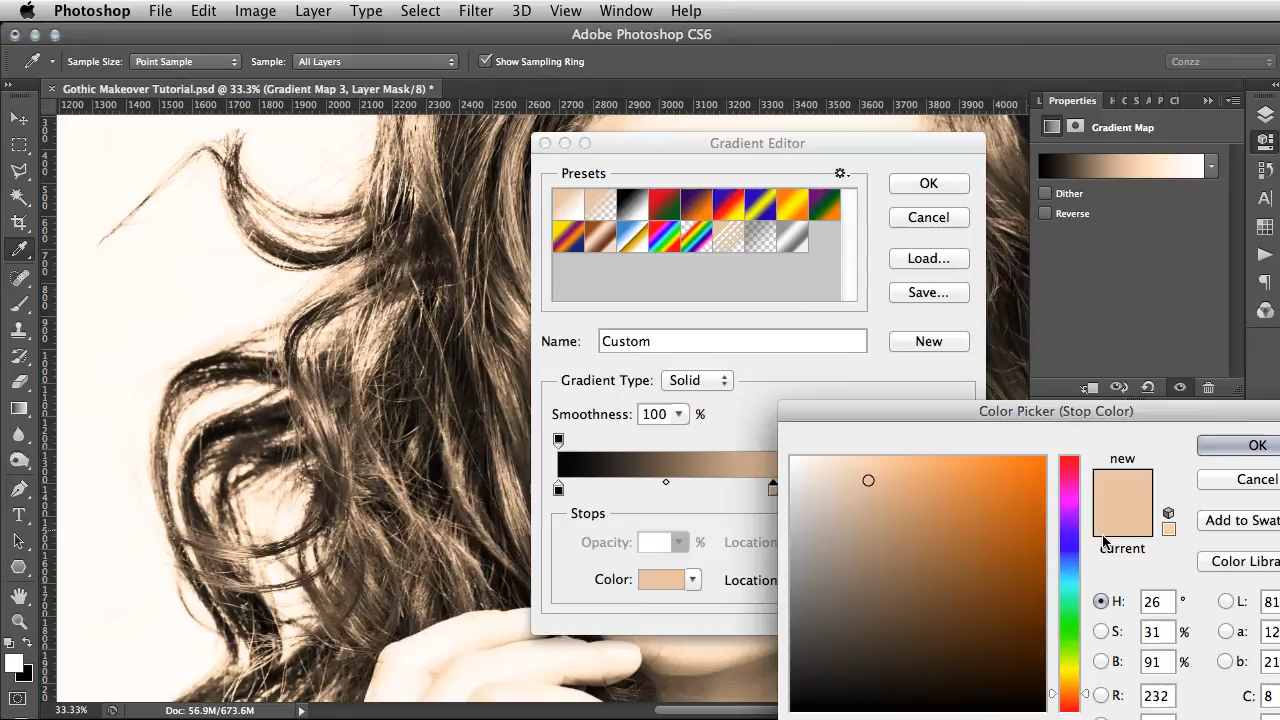 Photoshop File Edit Image Layer Type Select Filter 3D View Window Help
Adobe Photoshop CS6
Sample Size: Point Sample Sample: All Layers Show Sampling Ring Conzz
Gothic Makeover Tutorial.psd @ 33.3% (Gradient Map 3, Layer Mask/8) *
1200 1300 1400 1500 1600 1700 1800 1900 2000 2100 2200 2300 2400 2500 2600 2700 2800 2900 3000 3100 3200 3300 3400 3500 3600 3700 3800 3900 4000
Properties
Gradient Map
Dither
Reverse
Gradient Editor
Presets
OK
Cancel
Load...
Save...
Name: Custom
New
Gradient Type: Solid
Smoothness: 100 %
Stops
Opacity: % Location
Color: Location
Color Picker (Stop Color)
new
current
OK
Cancel
Add to Swat
Color Libra
H: 26 °
S: 31 %
B: 91 %
R: 232
L: 81
a: 12
b: 21
C: 8
33.33% Doc: 56.9M/673.6M